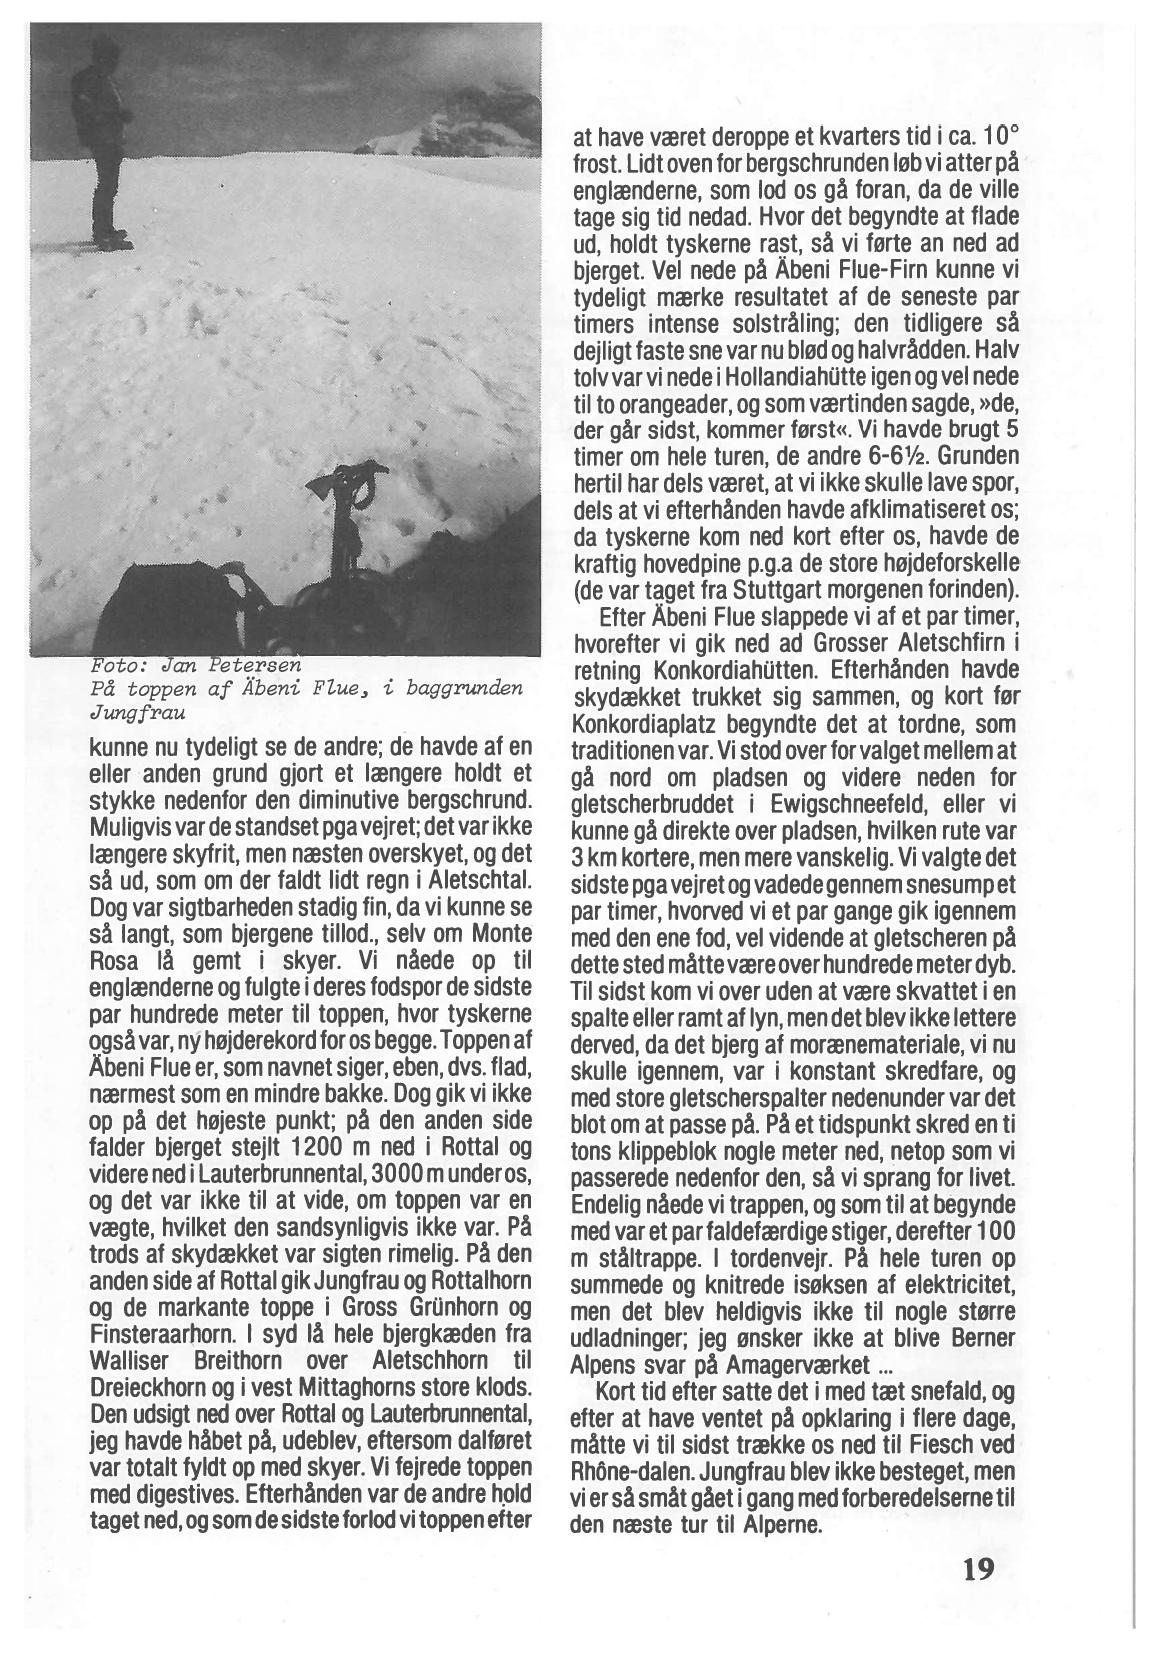 Foto: Jan Petersen
På toppen af Äbeni Flue, i baggrunden
Jungfrau
kunne nu tydeligt se de andre; de havde af en
eller anden grund gjort et længere holdt et
stykke nedenfor den diminutive bergschrund.
Muligvis var de standset pga vejret; det var ikke
længere skyfrit, men næsten overskyet, og det
så ud, som om der faldt lidt regn i Aletschtal.
Dog var sigtbarheden stadig fin, da vi kunne se
så langt, som bjergene tillod., selv om Monte
Rosa lå gemt i skyer. Vi nåede op til
englænderne og fulgte i deres fodspor de sidste
par hundrede meter til toppen, hvor tyskerne
også var, ny højderekord for os begge. Toppen af
Äbeni Flue er, som navnet siger, eben, dvs. flad,
nærmest som en mindre bakke. Dog gik vi ikke
op på det højeste punkt; på den anden side
falder bjerget stejlt 1200 m ned i Rottal og
videre ned i Lauterbrunnental, 3000 m under os,
og det var ikke til at vide, om toppen var en
vægte, hvilket den sandsynligvis ikke var. På
trods af skydækket var sigten rimelig. På den
anden side af Rottal gik Jungfrau og Rottalhorn
og de markante toppe i Gross Grünhorn og
Finsteraarhorn. I syd lå hele bjergkæden fra
Walliser Breithorn over Aletschhorn til
Dreieckhorn og i vest Mittaghorns store klods.
Den udsigt ned over Rottal og Lauterbrunnental,
jeg havde håbet på, udeblev, eftersom dalføret
var totalt fyldt op med skyer. Vi fejrede toppen
med digestives. Efterhånden var de andre hold
taget ned, og som de sidste forlod vi toppen efter
at have været deroppe et kvarters tid i ca. 10°
frost. Lidt oven for bergschrunden løb vi atter på
englænderne, som lod os gå foran, da de ville
tage sig tid nedad. Hvor det begyndte at flade
ud, holdt tyskerne rast, så vi førte an ned ad
bjerget. Vel nede på Äbeni Flue-Firn kunne vi
tydeligt mærke resultatet af de seneste par
timers intense solstråling; den tidligere så
dejligt faste sne var nu blød og halvrådden. Halv
tolv var vi nede i Hollandiahütte igen og vel nede
til to orangeader, og som værtinden sagde, »de,
der går sidst, kommer først«. Vi havde brugt 5
timer om hele turen, de andre 6-6½. Grunden
hertil har dels været, at vi ikke skulle lave spor,
dels at vi efterhånden havde afklimatiseret os;
da tyskerne kom ned kort efter os, havde de
kraftig hovedpine p.g.a de store højdeforskelle
(de var taget fra Stuttgart morgenen forinden).
Efter Äbeni Flue slappede vi af et par timer,
hvorefter vi gik ned ad Grosser Aletschfirn i
retning Konkordiahütten. Efterhånden havde
skydækket trukket sig sammen, og kort før
Konkordiaplatz begyndte det at tordne, som
traditionen var. Vi stod over for valget mellem at
gå nord om pladsen og videre neden for
gletscherbruddet i Ewigschneefeld, eller vi
kunne gå direkte over pladsen, hvilken rute var
3 km kortere, men mere vanskelig. Vi valgte det
sidste pga vejret og vadede gennem snesump et
par timer, hvorved vi et par gange gik igennem
med den ene fod, vel vidende at gletscheren på
dette sted måtte være over hundrede meter dyb.
Til sidst kom vi over uden at være skvattet i en
spalte eller ramt af lyn, men det blev ikke lettere
derved, da det bjerg af morænemateriale, vi nu
skulle igennem, var i konstant skredfare, og
med store gletscherspalter nedenunder var det
blot om at passe på. På et tidspunkt skred en ti
tons klippeblok nogle meter ned, netop som vi
passerede nedenfor den, så vi sprang for livet.
Endelig nåede vi trappen, og som til at begynde
med var et par faldefærdige stiger, derefter 100
m ståltrappe. I tordenvejr. På hele turen op
summede og knitrede isøksen af elektricitet,
men det blev heldigvis ikke til nogle større
udladninger; jeg ønsker ikke at blive Berner
Alpens svar på Amagerværket ...
Kort tid efter satte det i med tæt snefald, og
efter at have ventet på opklaring i flere dage,
måtte vi til sidst trække os ned til Fiesch ved
Rhône-dalen. Jungfrau blev ikke besteget, men
vi er så småt gået i gang med forberedelserne til
den næste tur til Alperne.
19